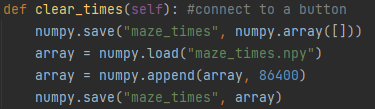 def clear_times(self): #connect to a button
    numpy.save("maze_times", numpy.array([]))
    array = numpy.load("maze_times.npy")
    array = numpy.append(array, 86400)
    numpy.save("maze_times", array)